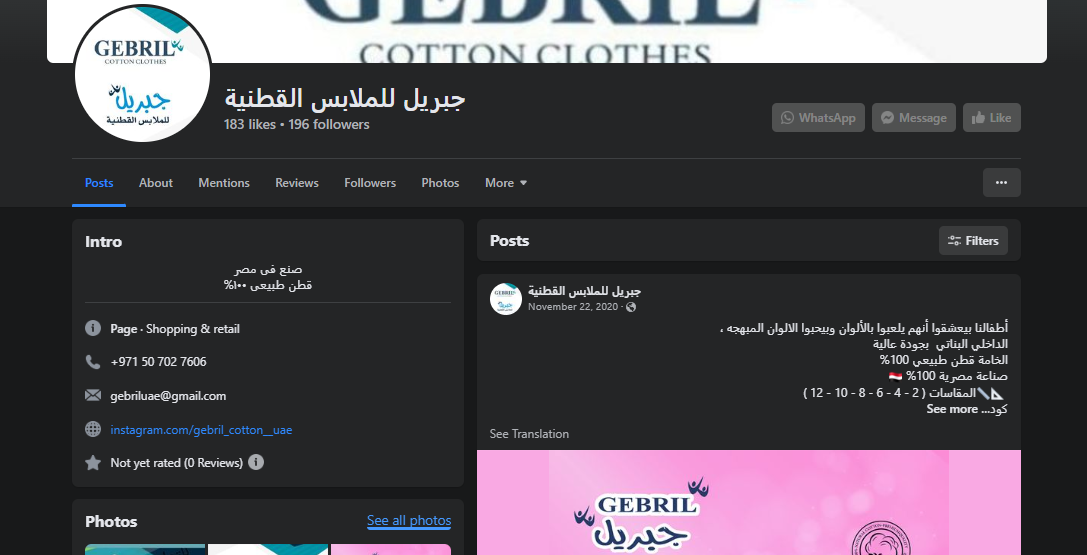 GEBRIL
COTTON CLOTHES
GEBRIL
COTTON CLOTHES
جبريل
للملابس القطنية
جبريل للملابس القطنية
183 likes • 196 followers
WhatsApp
Message
Like
Posts
About
Mentions
Reviews
Followers
Photos
More
Intro
صنع فى مصر
قطن طبيعى ١٠٠%
Page · Shopping & retail
+971 50 702 7606
gebriluae@gmail.com
instagram.com/gebril_cotton__uae
Not yet rated (0 Reviews)
Photos
See all photos
Posts
Filters
جبريل للملابس القطنية
November 22, 2020 ·
أطفالنا بيعشقوا أنهم يلعبوا بالألوان وبيحبوا الالوان المبهجه ،
الداخلي البناتي بجودة عالية
الخامة قطن طبيعي 100%
صناعة مصرية 100% 🇪🇬
📐📏المقاسات ( 2 - 4 - 6 - 8 - 10 - 12 )
كود... See more
See Translation
GEBRIL
جبريل